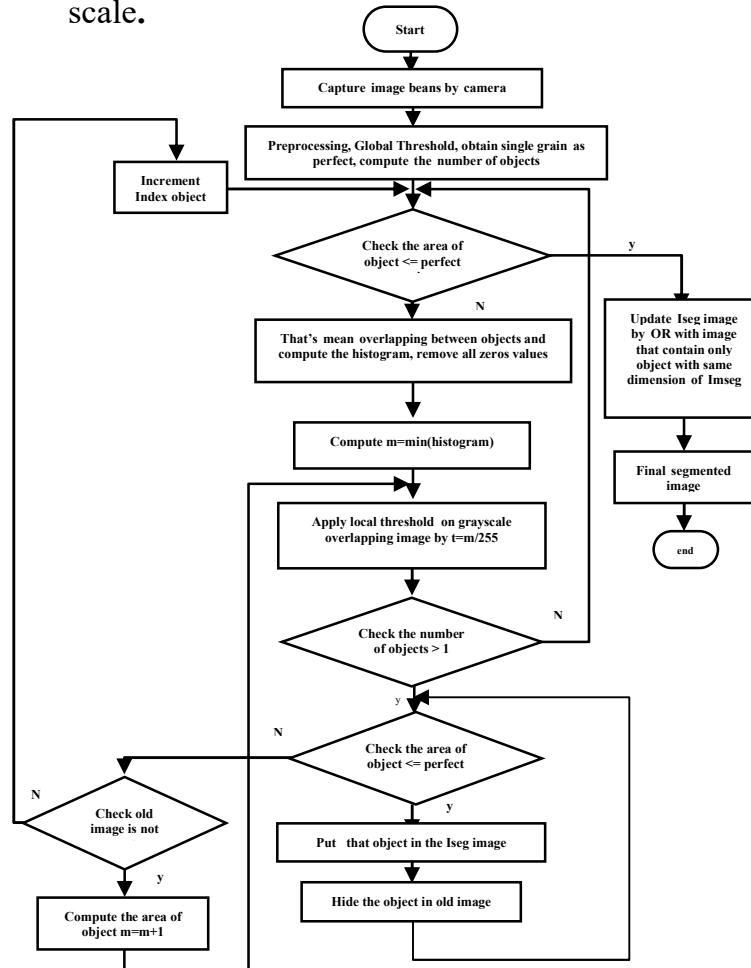 scale.
Start
Capture image beans by camera
Preprocessing, Global Threshold, obtain single grain as
perfect, compute the number of objects
Increment
Index object
Check the area of
object <= perfect
y
N
Update Iseg image
by OR with image
that contain only
object with same
dimension of Imseg
That's mean overlapping between objects and
compute the histogram, remove all zeros values
Compute m=min(histogram)
Final segmented
image
Apply local threshold on grayscale
overlapping image by t=m/255
end
Check the number
of objects > 1
N
y
Check the area of
object <= perfect
N
y
Check old
image is not
N
y
Put that object in the Iseg image
Hide the object in old image
Compute the area of
object m=m+1